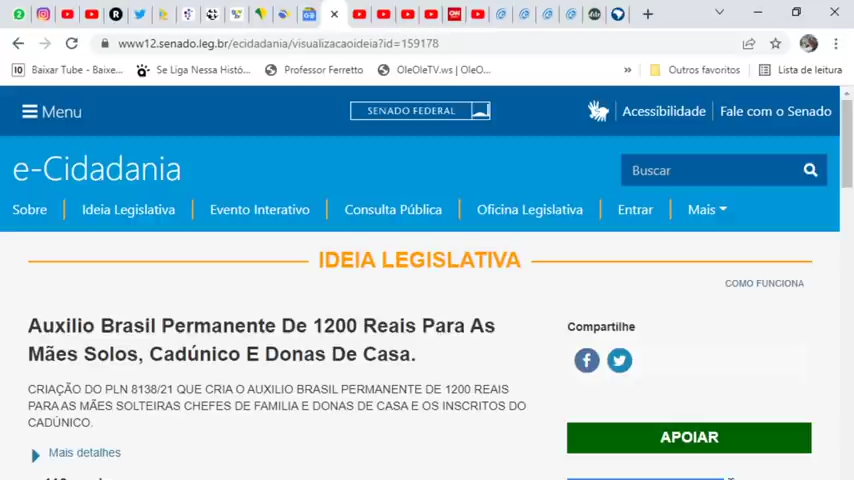 www12.senado.leg.br/ecidadania/visualizacaoideia?id=159178
Baixar Tube - Baixe... Se Liga Nessa Histó... Professor Ferretto OleOleTV.ws | OleO... » Outros favoritos Lista de leitura
Menu SENADO FEDERAL Acessibilidade Fale com o Senado
e-Cidadania Buscar
Sobre Ideia Legislativa Evento Interativo Consulta Pública Oficina Legislativa Entrar Mais
IDEIA LEGISLATIVA
COMO FUNCIONA
Auxilio Brasil Permanente De 1200 Reais Para As
Mães Solos, Cadúnico E Donas De Casa.
Compartilhe
CRIAÇÃO DO PLN 8138/21 QUE CRIA O AUXILIO BRASIL PERMANENTE DE 1200 REAIS
PARA AS MÃES SOLTEIRAS CHEFES DE FAMILIA E DONAS DE CASA E OS INSCRITOS DO
CADÚNICO.
APOIAR
Mais detalhes